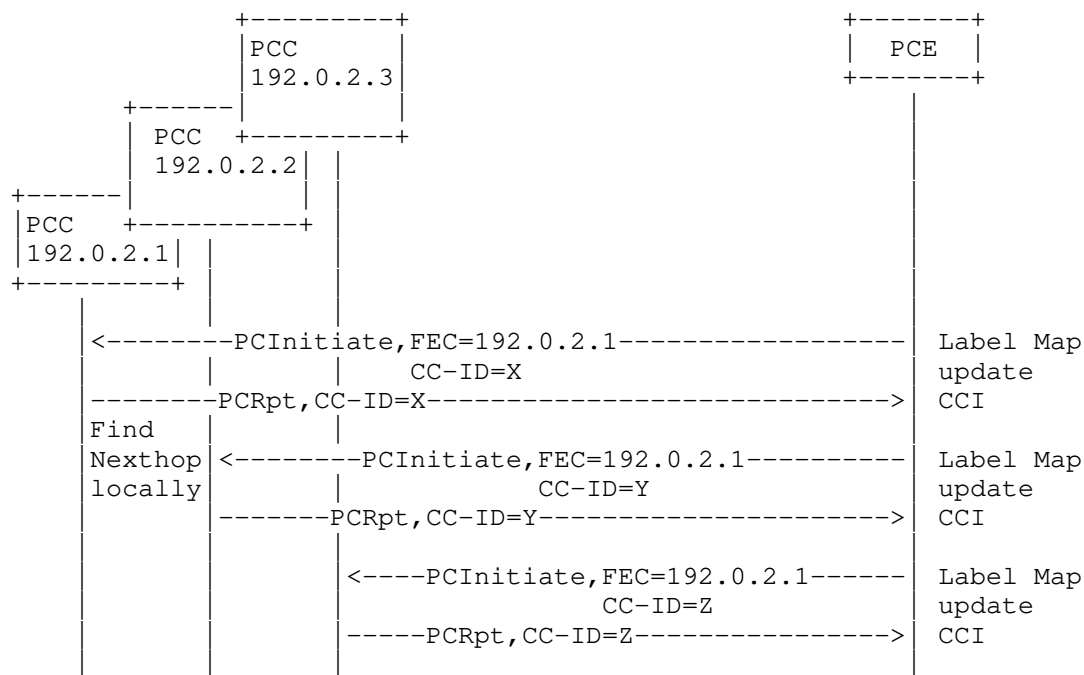 PCC
PCE
192.0.2.3
PCC
192.0.2.2
PCC
192.0.2.1
<--------PCInitiate,FEC=192.0.2.1------------------ Label Map
CC-ID=X update
--------PCRpt,CC-ID=X-----------------------------> CCI
Find
Nexthop <--------PCInitiate,FEC=192.0.2.1---------- Label Map
locally CC-ID=Y update
-------PCRpt,CC-ID=Y----------------------> CCI
<----PCInitiate,FEC=192.0.2.1------ Label Map
CC-ID=Z update
-----PCRpt,CC-ID=Z----------------> CCI